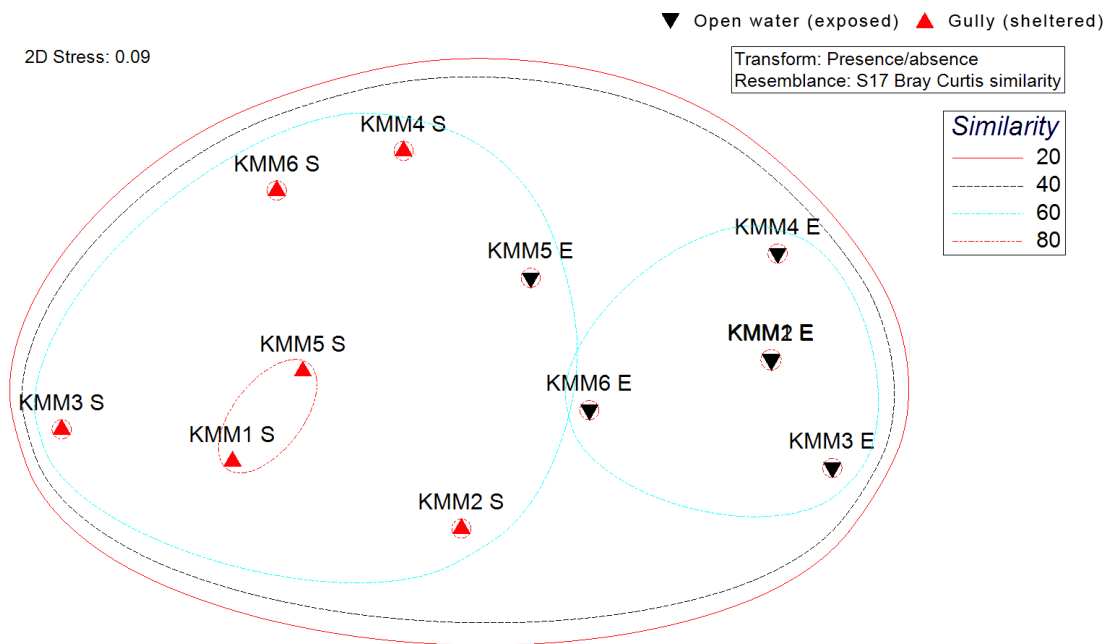 Open water (exposed) Gully (sheltered)
2D Stress: 0.09
Transform: Presence/absence
Resemblance: S17 Bray Curtis similarity
Similarity
20
40
60
80
KMM4 S
KMM6 S
KMM4 E
KMM5 E
KMM2 E
KMM5 S
KMM6 E
KMM3 S
KMM1 S
KMM3 E
KMM2 S